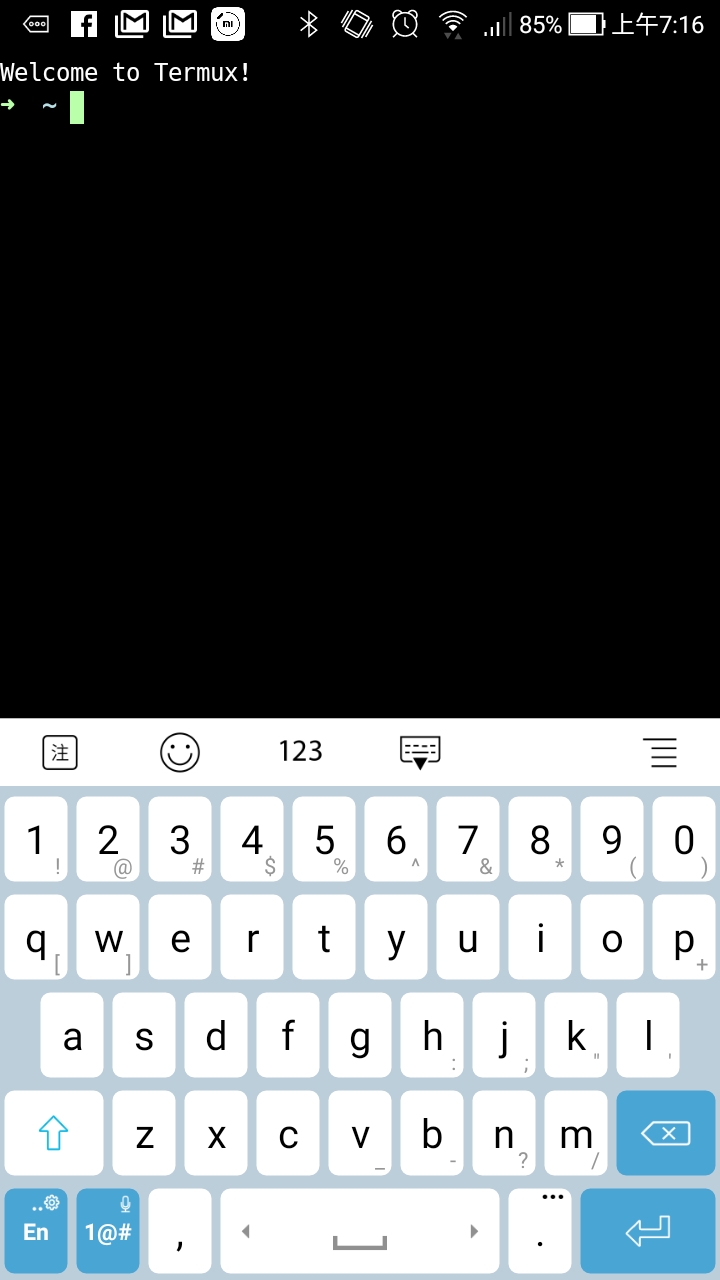 85% 上午7:16
Welcome to Termux!
➜ ~
注 123
1 2 3 4 5 6 7 8 9 0
! @ # $ % ^ & * ( )
q w e r t y u i o p
[ ] +
a s d f g h j k l
: ; " '
z x c v b n m
_ - ? /
En 1@# , .